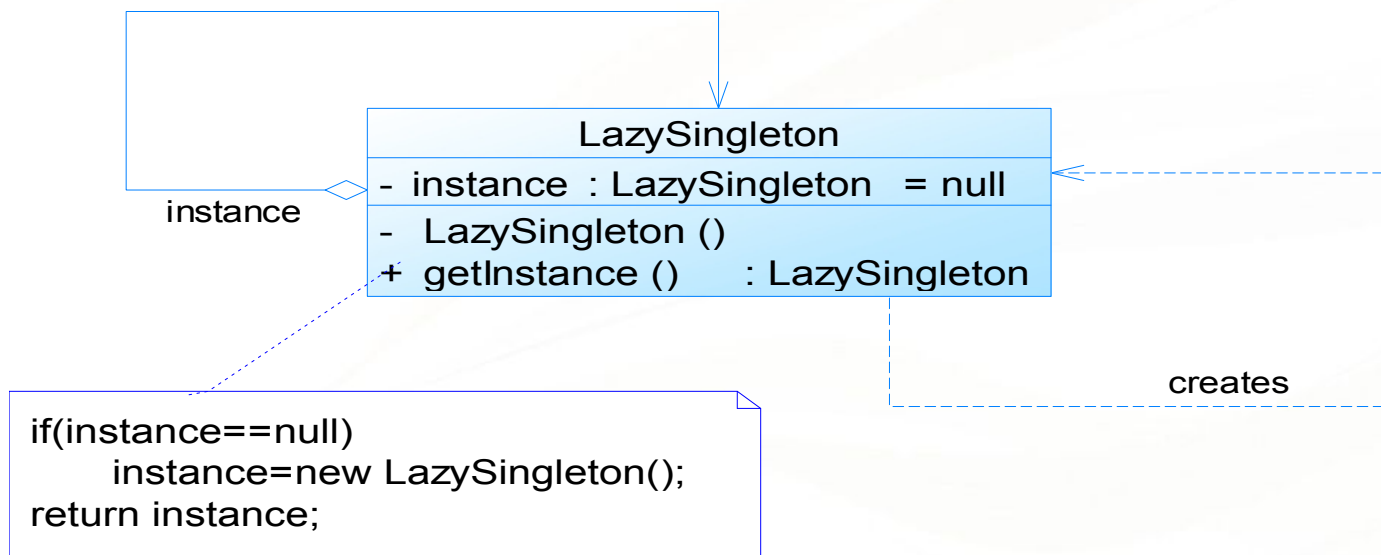 LazySingleton
- instance : LazySingleton = null
instance
- LazySingleton ()
+ getInstance () : LazySingleton
creates
if(instance==null)
instance=new LazySingleton();
return instance;